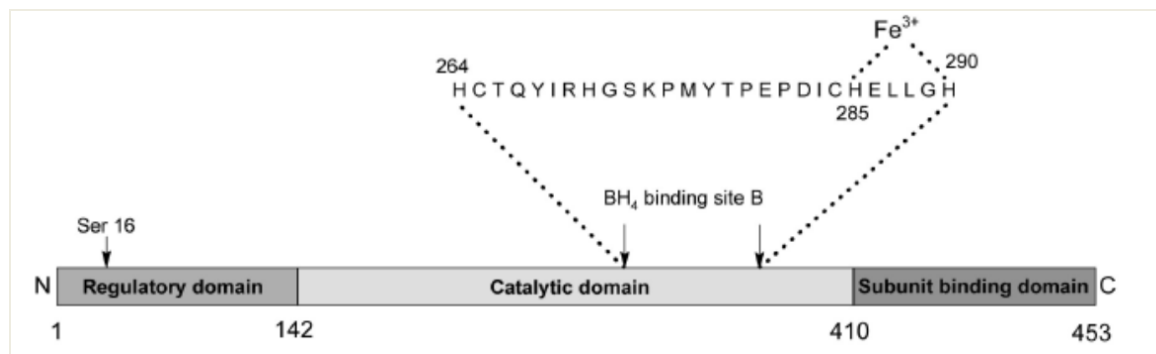 Fe³⁺
264
290
HCTQYIRHGSKPMYTPEPDICHELLGH
285
BH₄ binding site B
Ser 16
N
Regulatory domain
Catalytic domain
Subunit binding domain
C
1
142
410
453